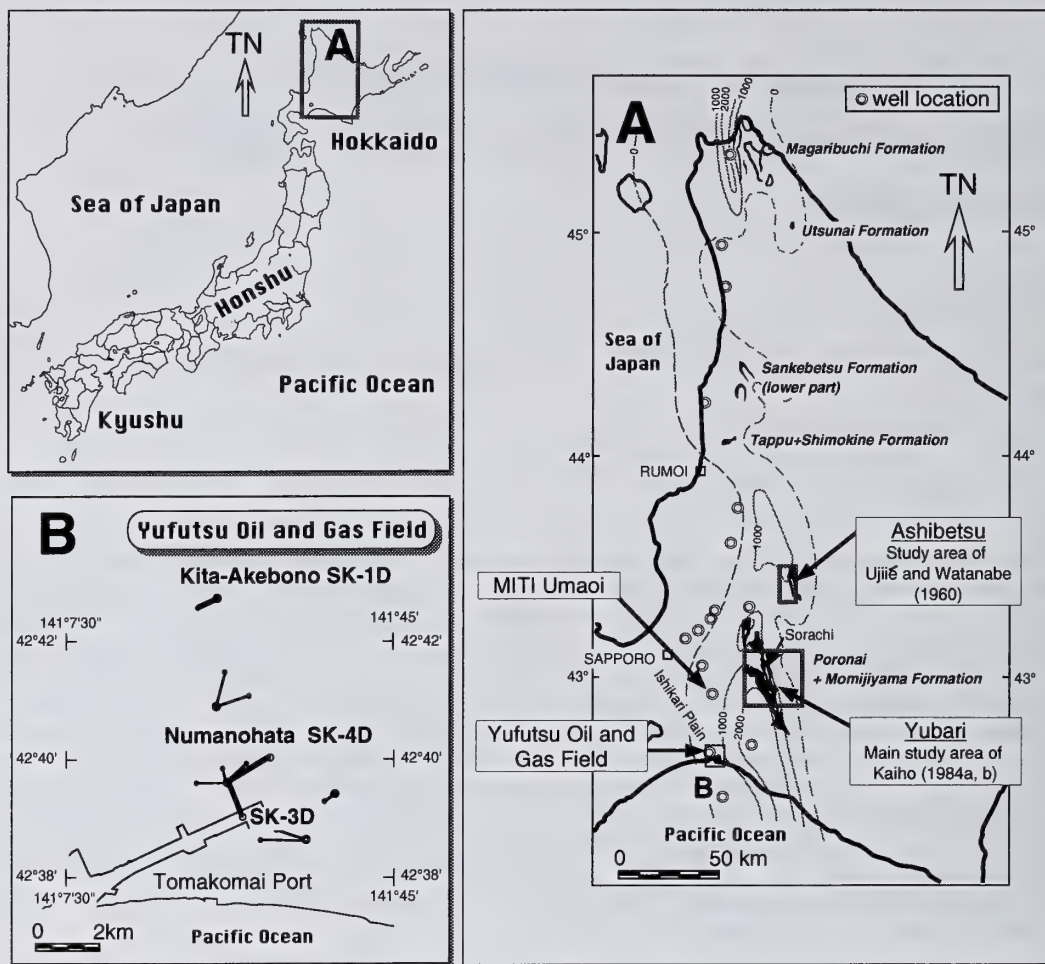 TN
A
Hokkaido
Sea of Japan
Honshu
Pacific Ocean
Kyushu
B
Yufutsu Oil and Gas Field
Kita-Akebono SK-1D
141°7'30"
141°45'
42°42'
42°42'
Numanohata SK-4D
42°40'
42°40'
SK-3D
42°38'
42°38'
141°7'30"
141°45'
Tomakomai Port
0 2km
Pacific Ocean
A
well location
1000
2000
1000
0
0
Magaribuchi Formation
TN
Utsunai Formation
45°
45°
Sea of
Japan
Sankebetsu Formation
(lower part)
Tappu+Shimokine Formation
44°
44°
RUMOI
1000
Ashibetsu
Study area of
Ujiié and Watanabe
(1960)
MITI Umaoi
Sorachi
SAPPORO
Poronai
+ Momijiyama Formation
43°
43°
Ishikari Plain
1000
2000
Yufutsu Oil and
Gas Field
Yubari
Main study area of
Kaiho (1984a, b)
B
Pacific Ocean
0 50 km